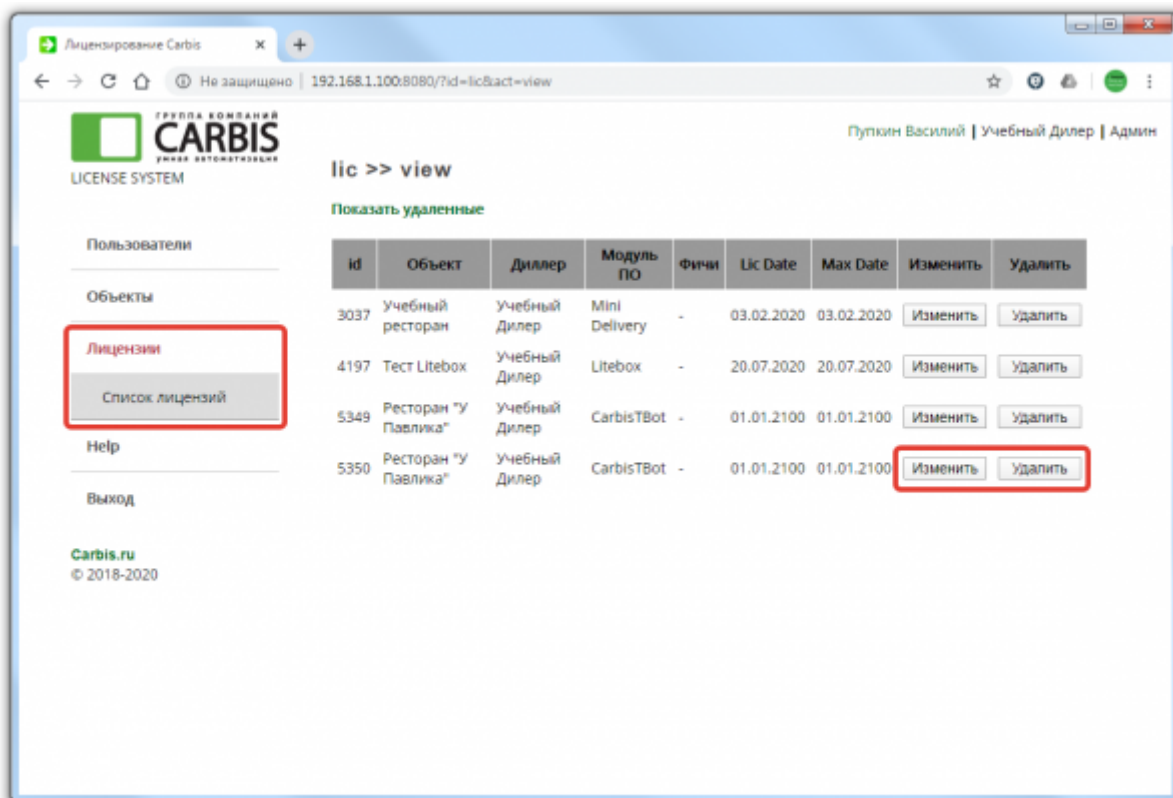 Лицензирование Carbis
Не защищено | 192.168.1.100:8080/?id=lic&act=view
ГРУППА КОМПАНИЙ
CARBIS
умная автоматизация
LICENSE SYSTEM
Пупкин Василий | Учебный Дилер | Админ
lic >> view
Показать удаленные
Пользователи
Объекты
Лицензии
Список лицензий
Help
Выход
Carbis.ru
© 2018-2020
id Объект Диллер Модуль ПО Фичи Lic Date Max Date Изменить Удалить
3037 Учебный ресторан Учебный Дилер Mini Delivery - 03.02.2020 03.02.2020 Изменить Удалить
4197 Тест Litebox Учебный Дилер Litebox - 20.07.2020 20.07.2020 Изменить Удалить
5349 Ресторан "У Павлика" Учебный Дилер CarbisTBot - 01.01.2100 01.01.2100 Изменить Удалить
5350 Ресторан "У Павлика" Учебный Дилер CarbisTBot - 01.01.2100 01.01.2100 Изменить Удалить